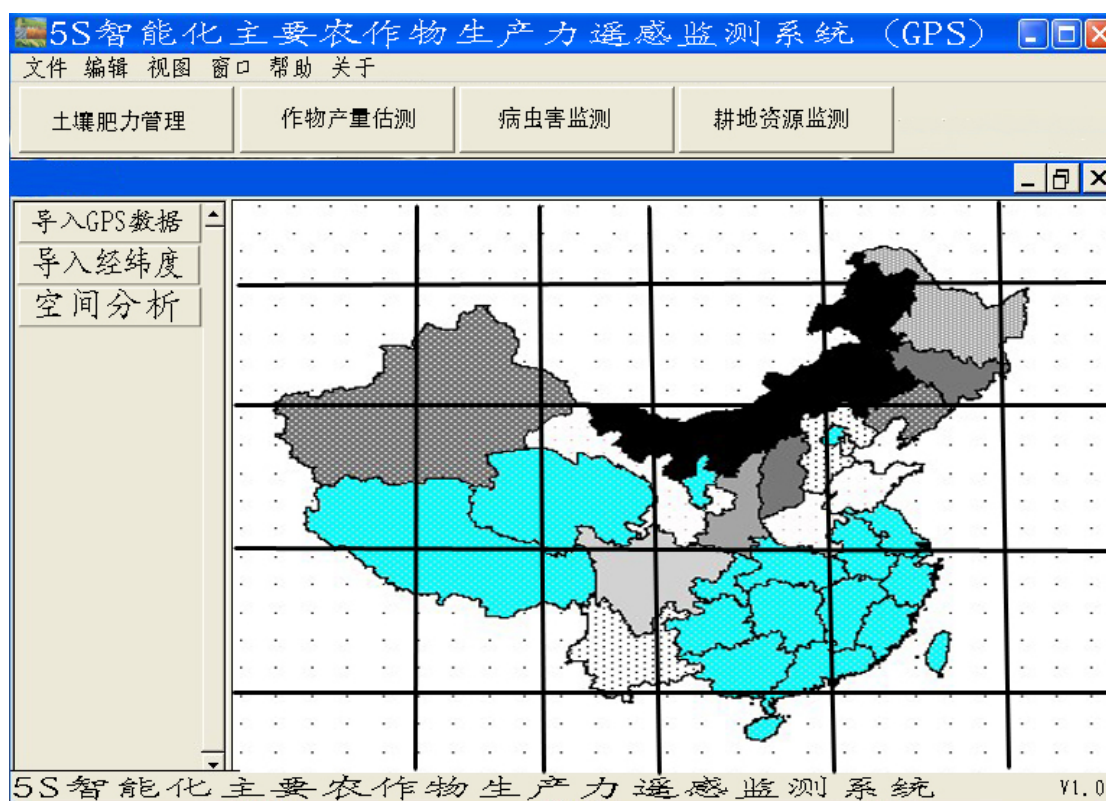 5S智能化主要农作物生产力遥感监测系统（GPS）
文件 编辑 视图 窗口 帮助 关于
土壤肥力管理 作物产量估测 病虫害监测 耕地资源监测
导入GPS数据
导入经纬度
空间分析
5S智能化主要农作物生产力遥感监测系统 V1.0